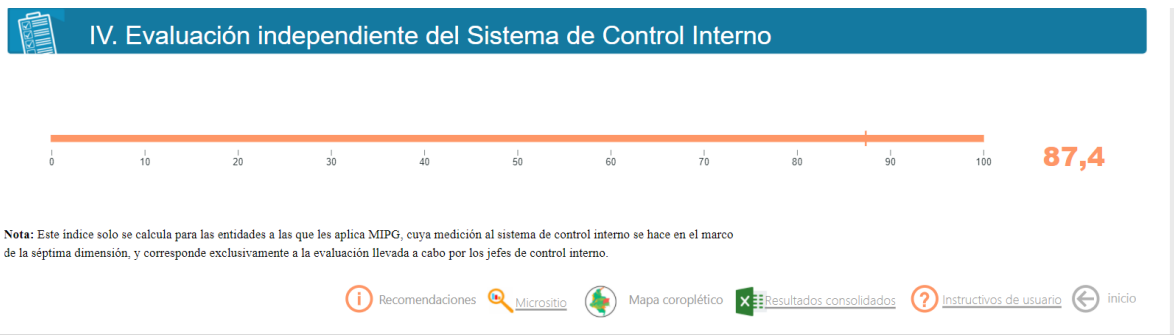 IV. Evaluación independiente del Sistema de Control Interno
0 10 20 30 40 50 60 70 80 90 100
87,4
Nota: Este índice solo se calcula para las entidades a las que les aplica MIPG, cuya medición al sistema de control interno se hace en el marco
de la séptima dimensión, y corresponde exclusivamente a la evaluación llevada a cabo por los jefes de control interno.
Recomendaciones Micrositio Mapa coroplético Resultados consolidados Instructivos de usuario inicio